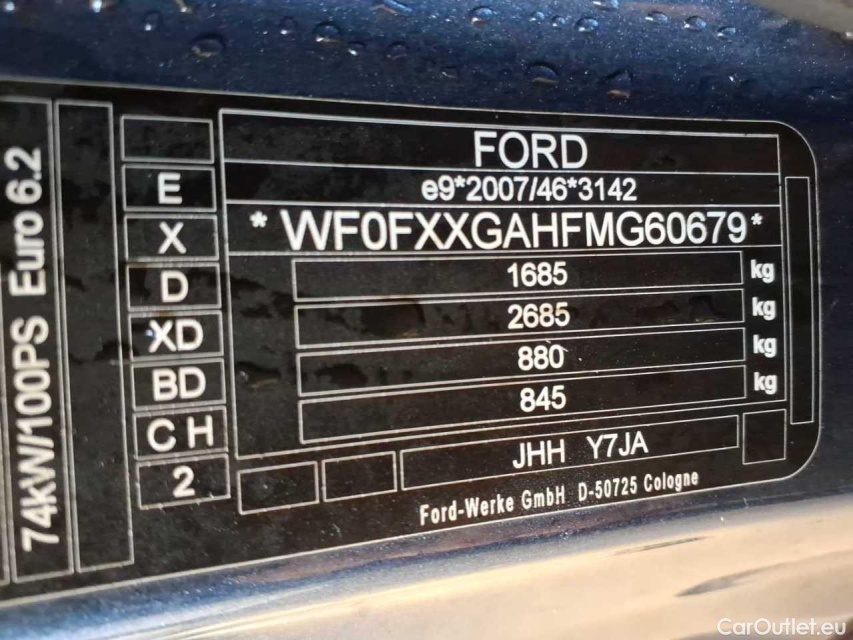 74kW/100PS Euro 6.2
E
X
D
XD
BD
CH
2
FORD
e9*2007/46*3142
* WF0FXXGAHFMG60679 *
1685 kg
2685 kg
880 kg
845 kg
JHH Y7JA
Ford-Werke GmbH D-50725 Cologne
CarOutlet.eu